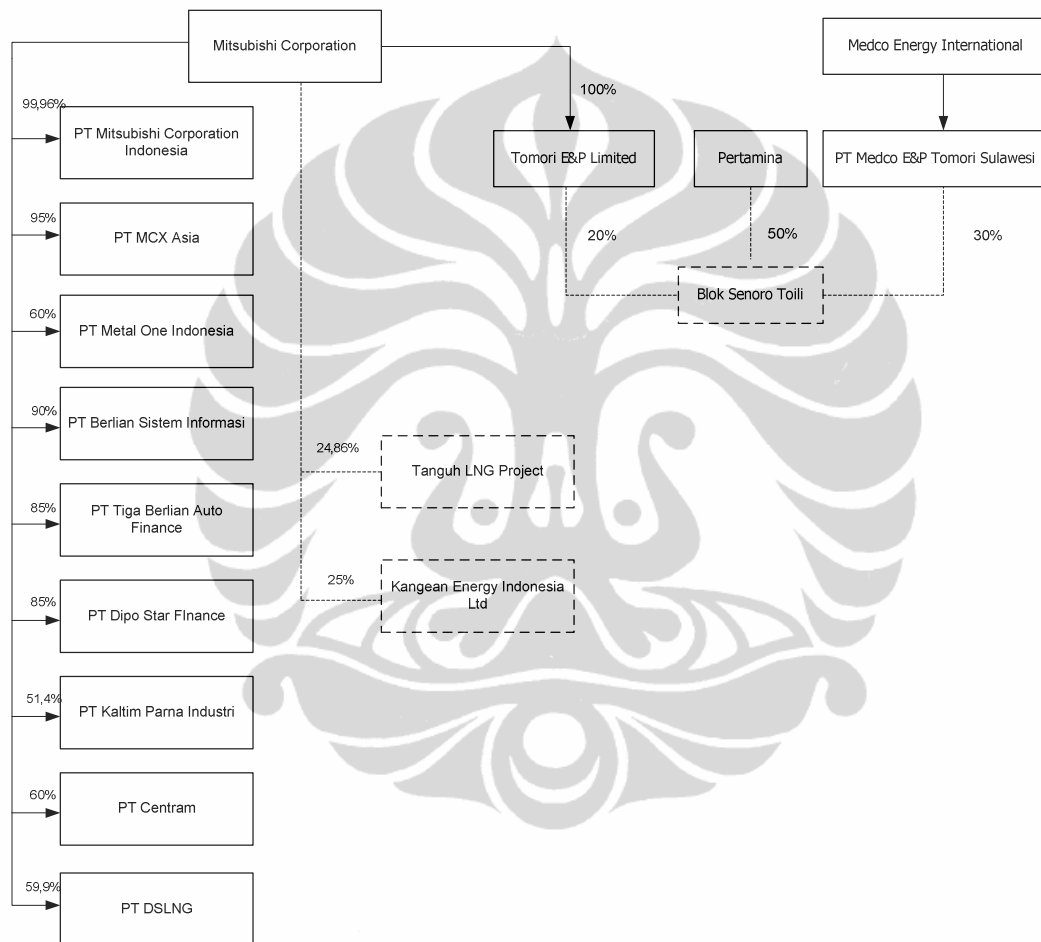 Mitsubishi Corporation
Medco Energy International
100%
99,96%
PT Mitsubishi Corporation
Indonesia
Tomori E&P Limited
Pertamina
PT Medco E&P Tomori Sulawesi
95%
PT MCX Asia
20%
50%
30%
Blok Senoro Toili
60%
PT Metal One Indonesia
90%
PT Berlian Sistem Informasi
24,86%
Tanguh LNG Project
85%
PT Tiga Berlian Auto
Finance
25%
Kangean Energy Indonesia
Ltd
85%
PT Dipo Star FInance
51,4%
PT Kaltim Parna Industri
60%
PT Centram
59,9%
PT DSLNG